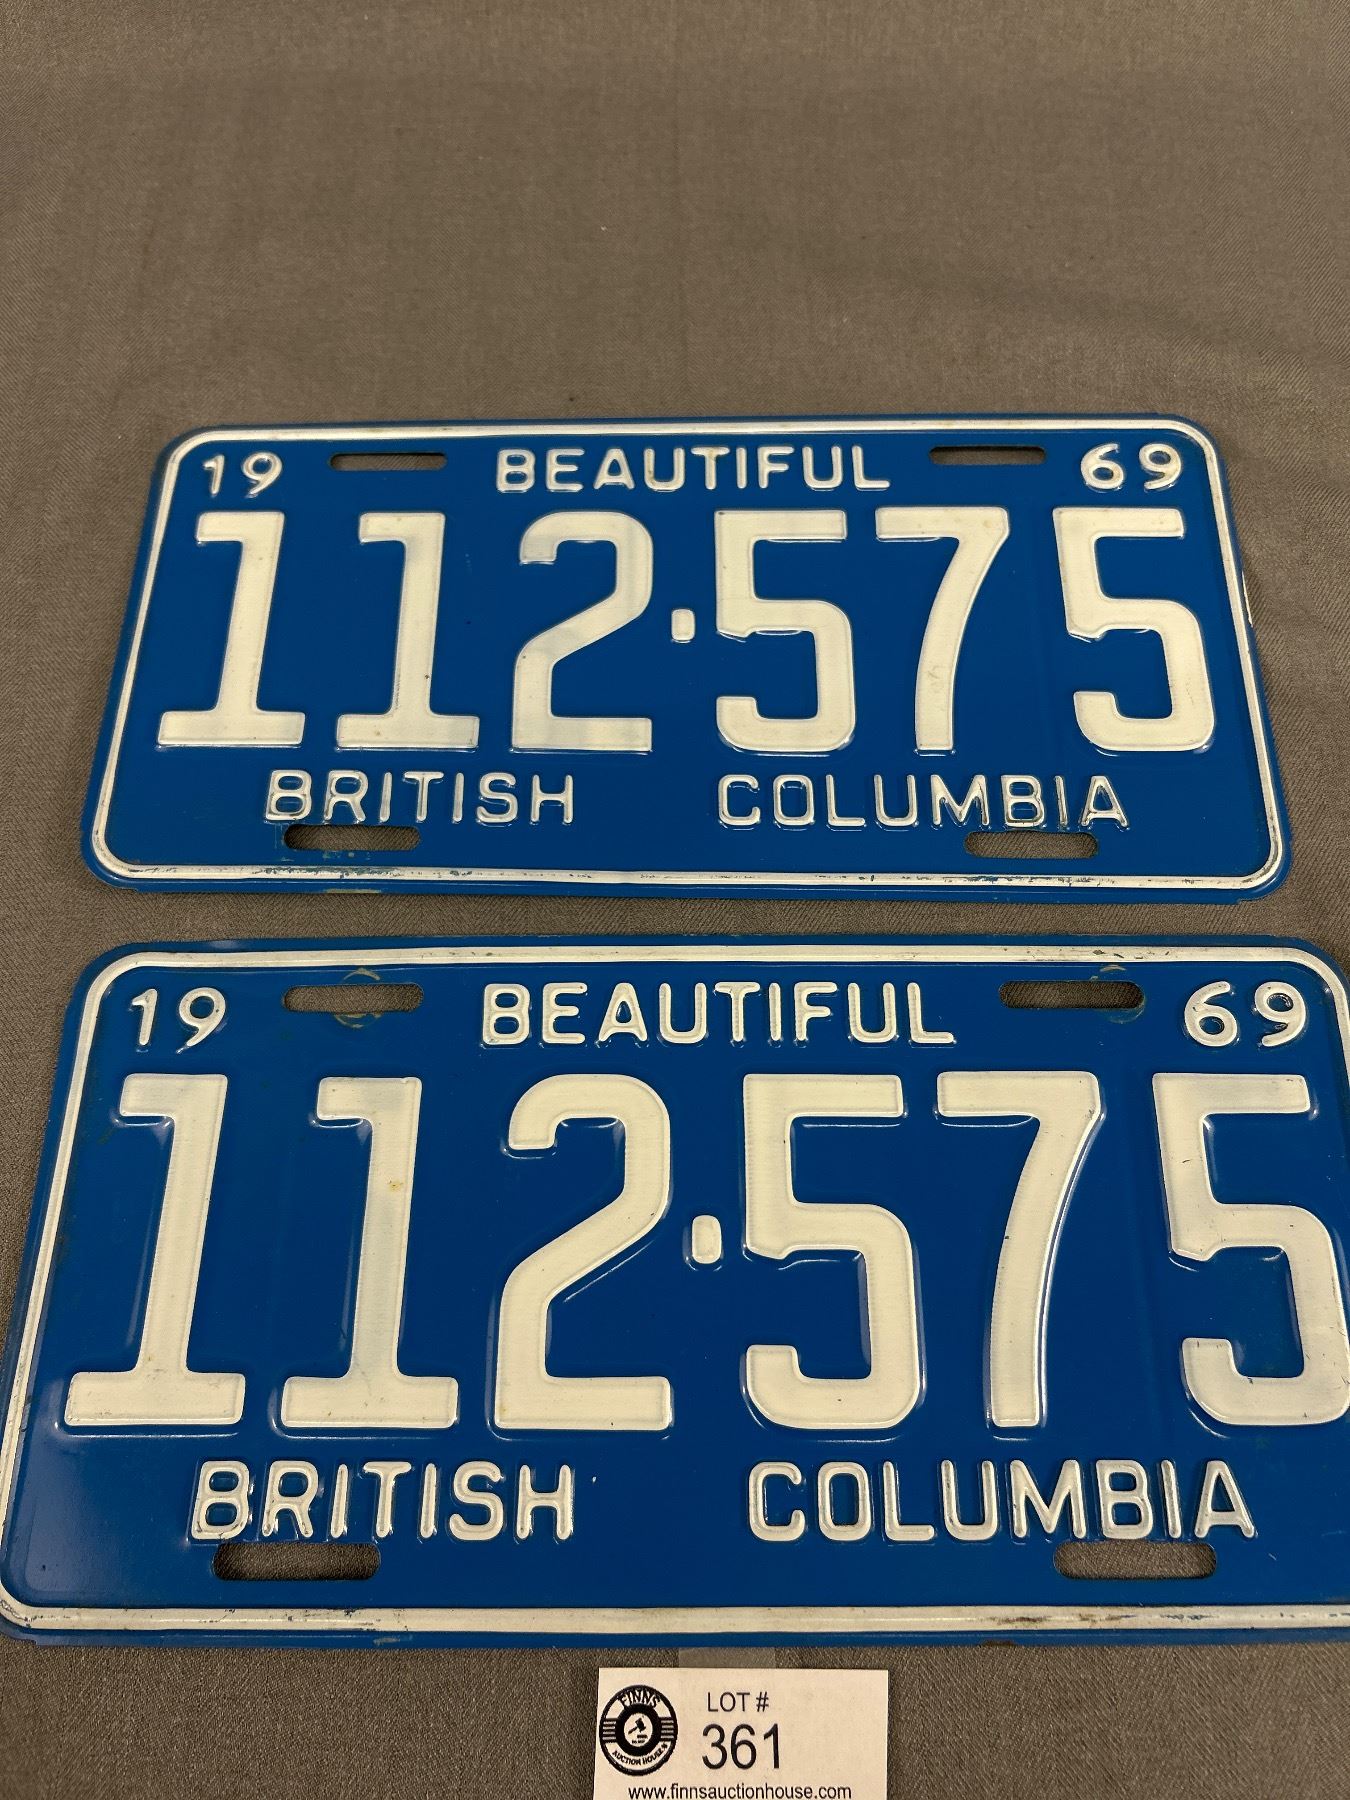 19 BEAUTIFUL 69
112·575
BRITISH COLUMBIA
19 BEAUTIFUL 69
112·575
BRITISH COLUMBIA
FINNS
AUCTION HOUSE
LOT #
361
www.finnsauctionhouse.com